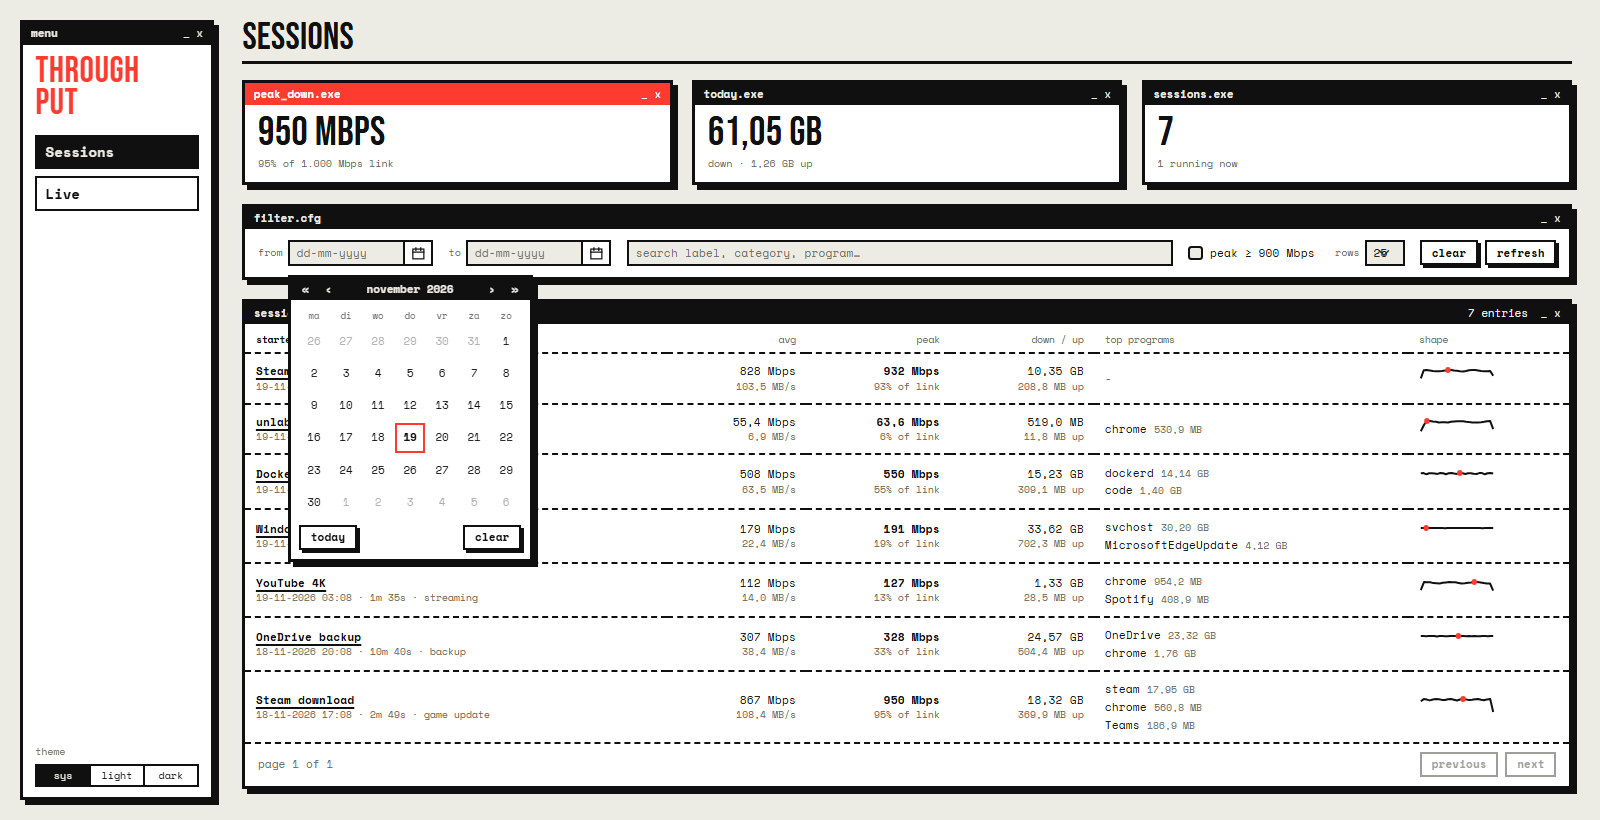 menu _ x
THROUGH
PUT
Sessions
Live
theme
sys light dark
SESSIONS
peak_down.exe _ x
950 MBPS
95% of 1.000 Mbps link
today.exe _ x
61,05 GB
down · 1,26 GB up
sessions.exe _ x
7
1 running now
filter.cfg _ x
from dd-mm-yyyy to dd-mm-yyyy search label, category, program… peak ≥ 900 Mbps rows 25 clear refresh
« ‹ november 2026 › »
ma di wo do vr za zo
26 27 28 29 30 31 1
2 3 4 5 6 7 8
9 10 11 12 13 14 15
16 17 18 19 20 21 22
23 24 25 26 27 28 29
30 1 2 3 4 5 6
today clear
sessi 7 entries _ x
starte avg peak down / up top programs shape
Steam 828 Mbps 932 Mbps 10,35 GB -
19-11 103,5 MB/s 93% of link 208,8 MB up
unlab 55,4 Mbps 63,6 Mbps 519,0 MB chrome 530,9 MB
19-11 6,9 MB/s 6% of link 11,8 MB up
Docke 508 Mbps 550 Mbps 15,23 GB dockerd 14,14 GB
19-11 63,5 MB/s 55% of link 309,1 MB up code 1,40 GB
Windo 179 Mbps 191 Mbps 33,62 GB svchost 30,20 GB
19-11 22,4 MB/s 19% of link 702,3 MB up MicrosoftEdgeUpdate 4,12 GB
YouTube 4K 112 Mbps 127 Mbps 1,33 GB chrome 954,2 MB
19-11-2026 03:08 · 1m 35s · streaming 14,0 MB/s 13% of link 28,5 MB up Spotify 408,9 MB
OneDrive backup 307 Mbps 328 Mbps 24,57 GB OneDrive 23,32 GB
18-11-2026 20:08 · 10m 40s · backup 38,4 MB/s 33% of link 504,4 MB up chrome 1,76 GB
Steam download 867 Mbps 950 Mbps 18,32 GB steam 17,95 GB
18-11-2026 17:08 · 2m 49s · game update 108,4 MB/s 95% of link 369,9 MB up chrome 560,8 MB
Teams 186,9 MB
page 1 of 1 previous next